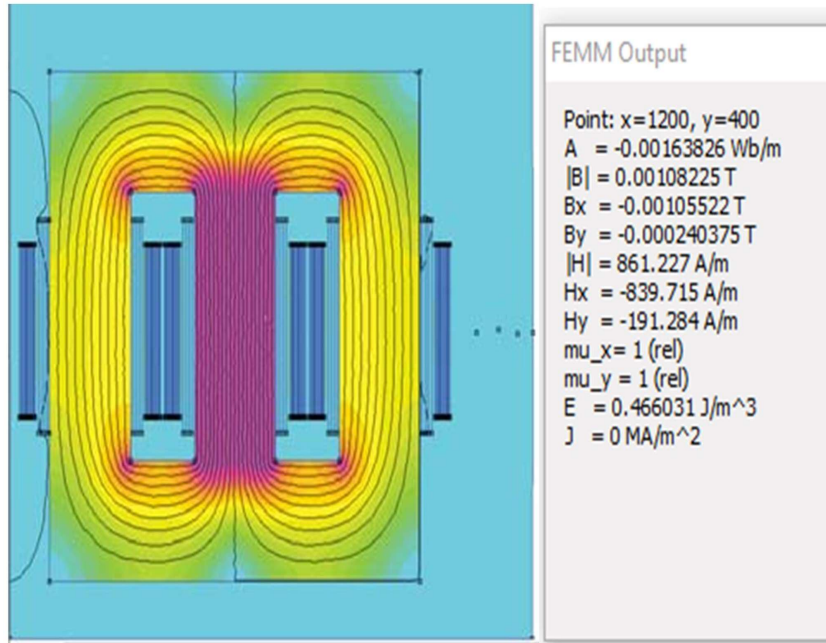 FEMM Output
Point: x=1200, y=400
A = -0.00163826 Wb/m
|B| = 0.00108225 T
Bx = -0.00105522 T
By = -0.000240375 T
|H| = 861.227 A/m
Hx = -839.715 A/m
Hy = -191.284 A/m
mu_x= 1 (rel)
mu_y = 1 (rel)
E = 0.466031 J/m^3
J = 0 MA/m^2